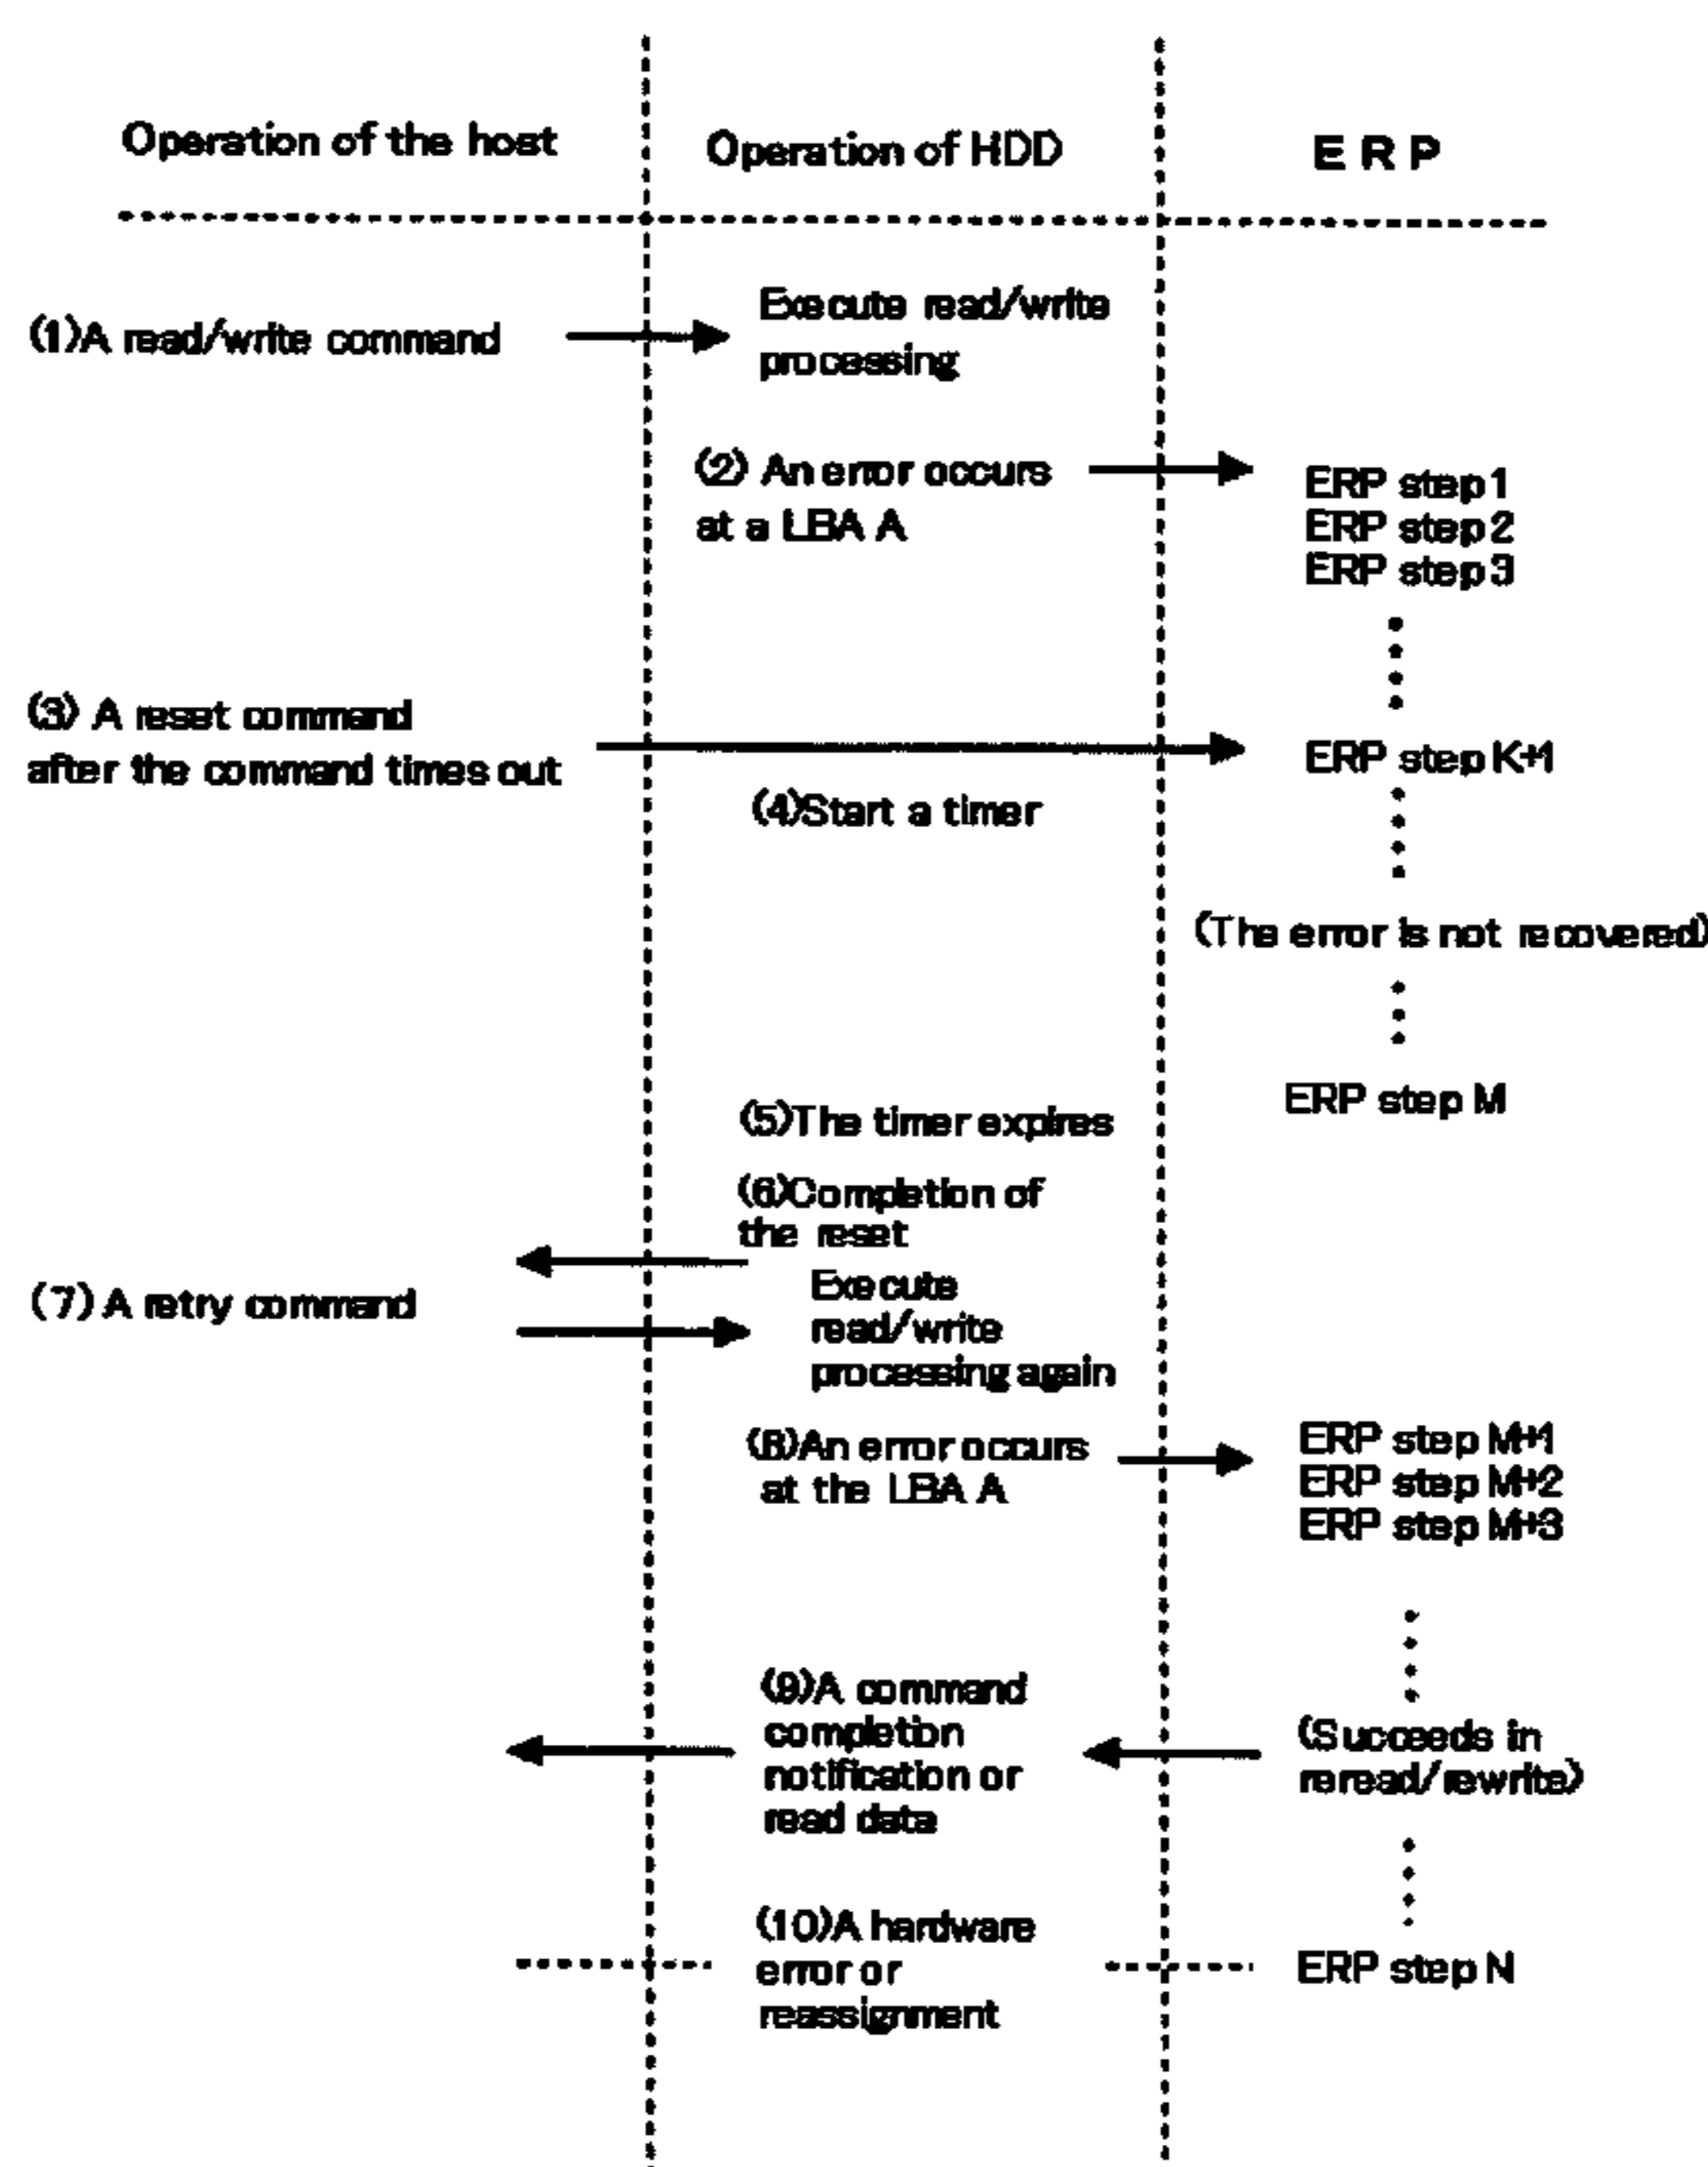 Operation of the host
Operation of HDD
ERP
(1)A read/write command
Execute read/write
processing
(2) An error occurs
at a LBA A
ERP step 1
ERP step 2
ERP step 3
(3) A reset command
after the command times out
ERP step K+1
(4)Start a timer
(The error is not recovered)
ERP step M
(5)The timer expires
(6)Completion of
the reset
(7) A retry command
Execute
read/write
processing again
(8)An error occurs
at the LBA A
ERP step M+1
ERP step M+2
ERP step M+3
(9)A command
completion
notification or
read data
(Succeeds in
reread/rewrite)
(10)A hardware
error or
reassignment
ERP step N